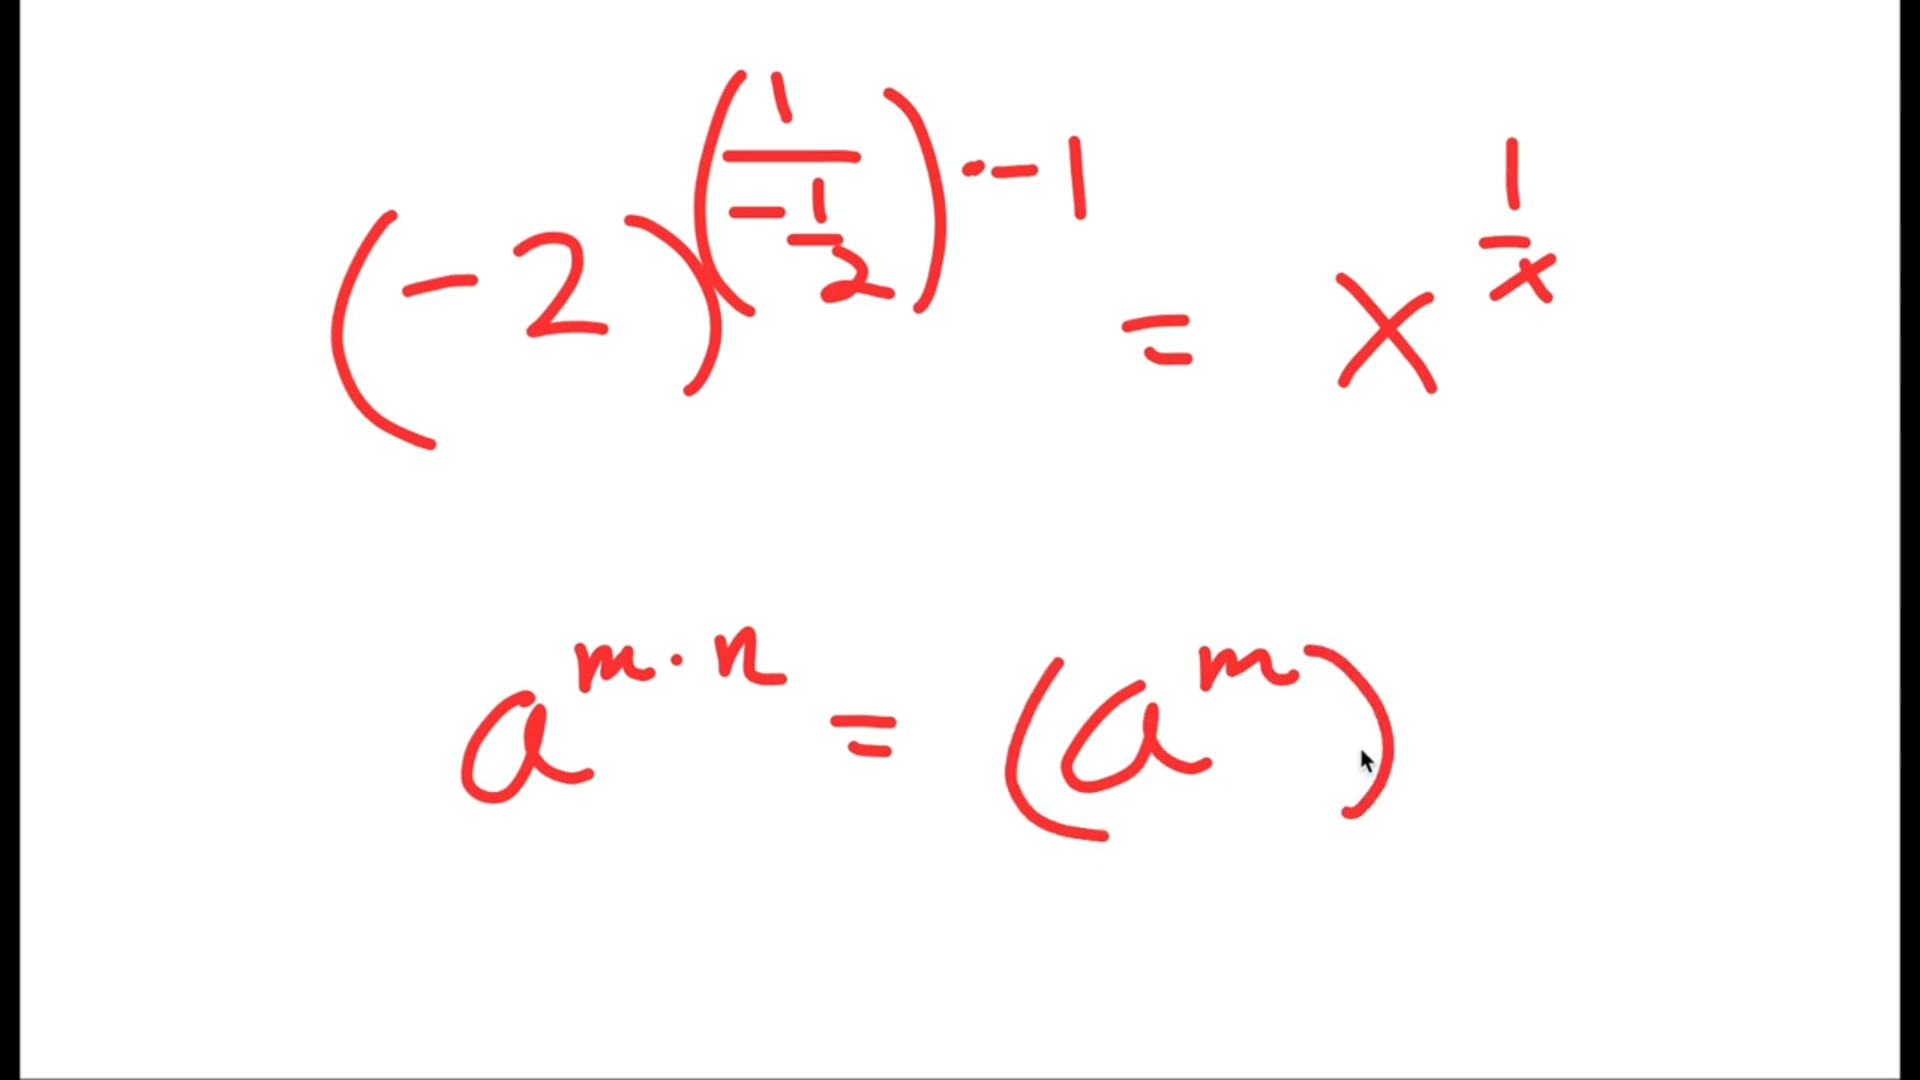 (-2)^((1/(-1/2)) · -1) = x^(1/x)
a^(m · n) = (a^m)